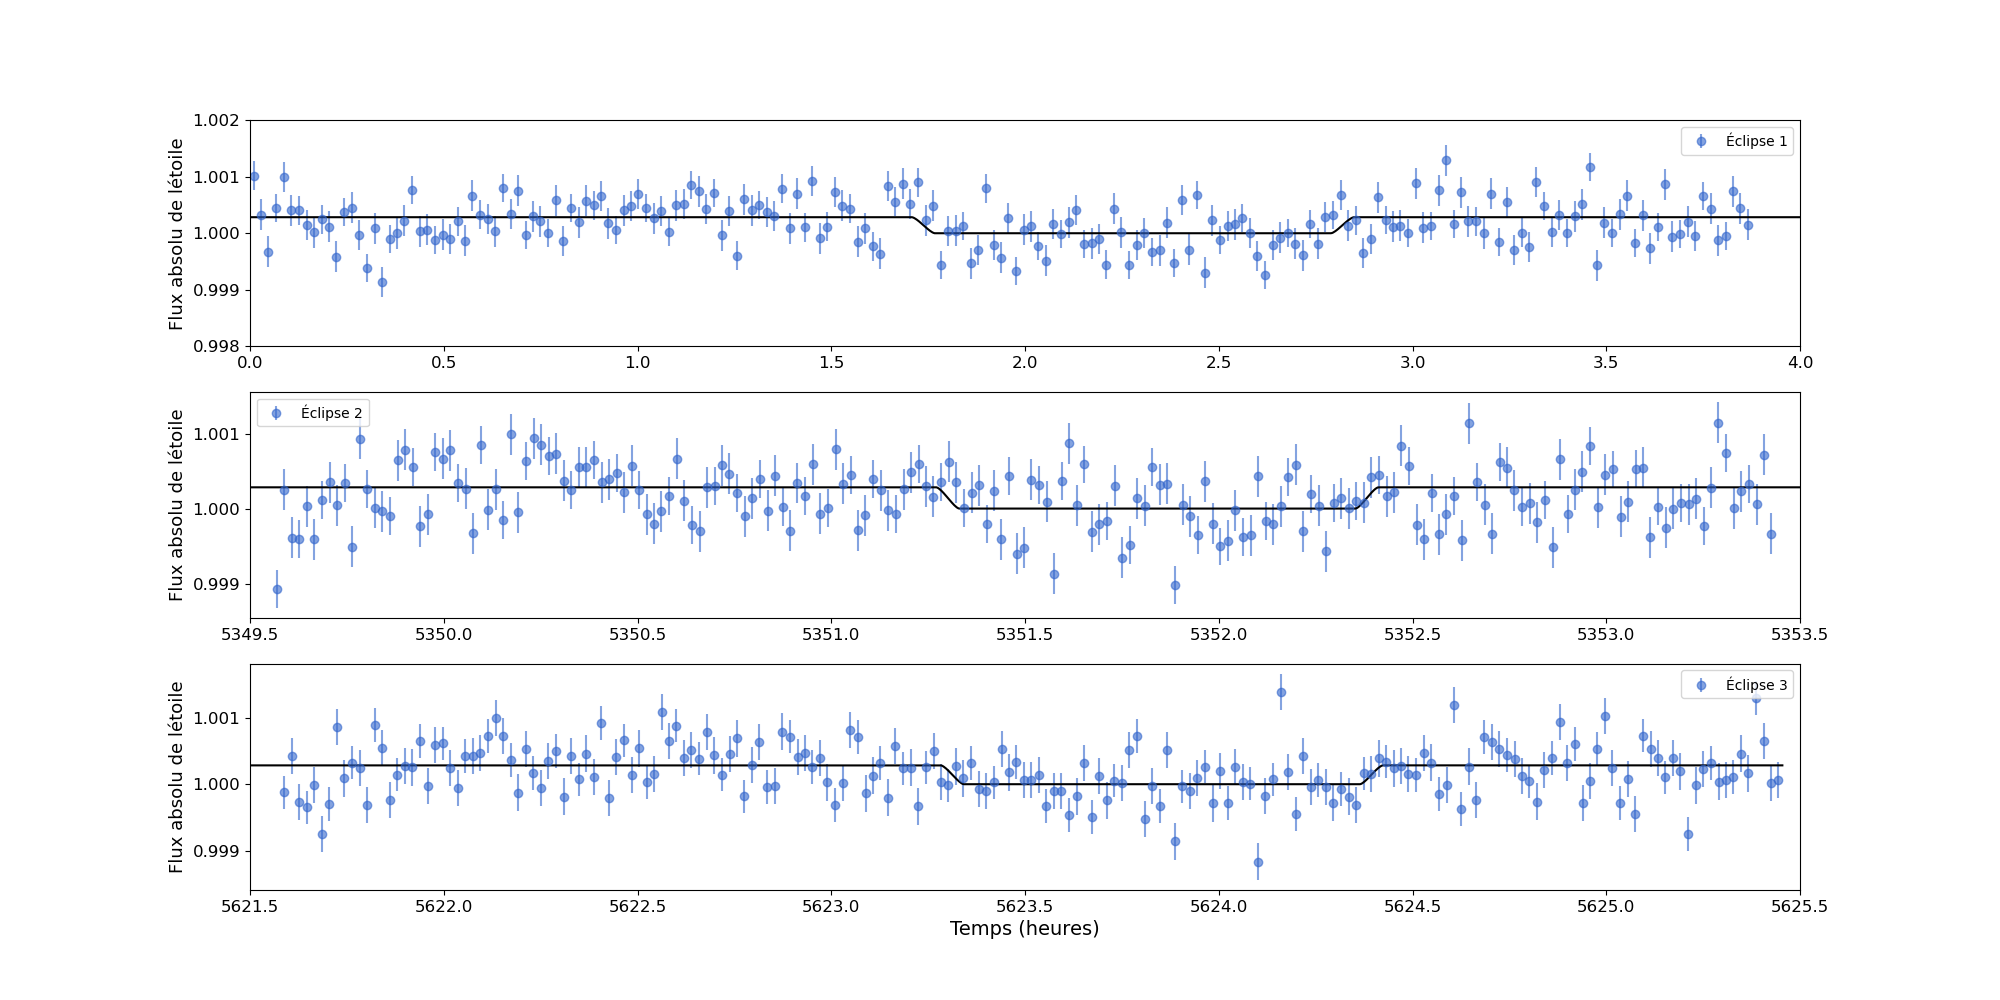 Flux absolu de létoile
1.002
1.001
1.000
0.999
0.998
Éclipse 1
0.0 0.5 1.0 1.5 2.0 2.5 3.0 3.5 4.0
Flux absolu de létoile
1.001
1.000
0.999
Éclipse 2
5349.5 5350.0 5350.5 5351.0 5351.5 5352.0 5352.5 5353.0 5353.5
Flux absolu de létoile
1.001
1.000
0.999
Éclipse 3
5621.5 5622.0 5622.5 5623.0 5623.5 5624.0 5624.5 5625.0 5625.5
Temps (heures)